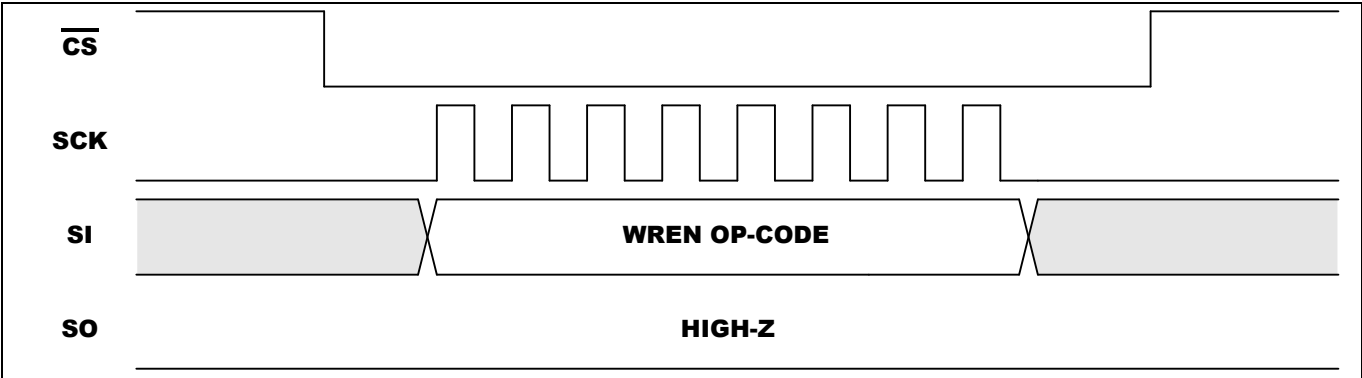 CS
SCK
SI
WREN OP-CODE
SO
HIGH-Z